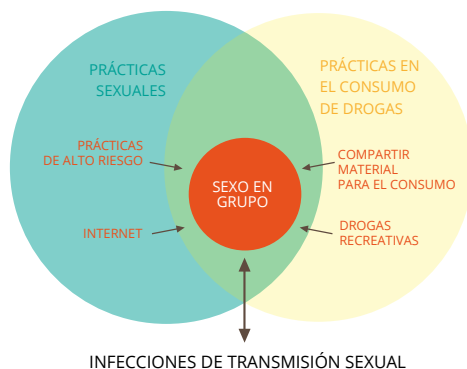 PRÁCTICAS
SEXUALES
PRÁCTICAS EN
EL CONSUMO
DE DROGAS
PRÁCTICAS
DE ALTO RIESGO
INTERNET
SEXO EN
GRUPO
COMPARTIR
MATERIAL
PARA EL CONSUMO
DROGAS
RECREATIVAS
INFECCIONES DE TRANSMISIÓN SEXUAL